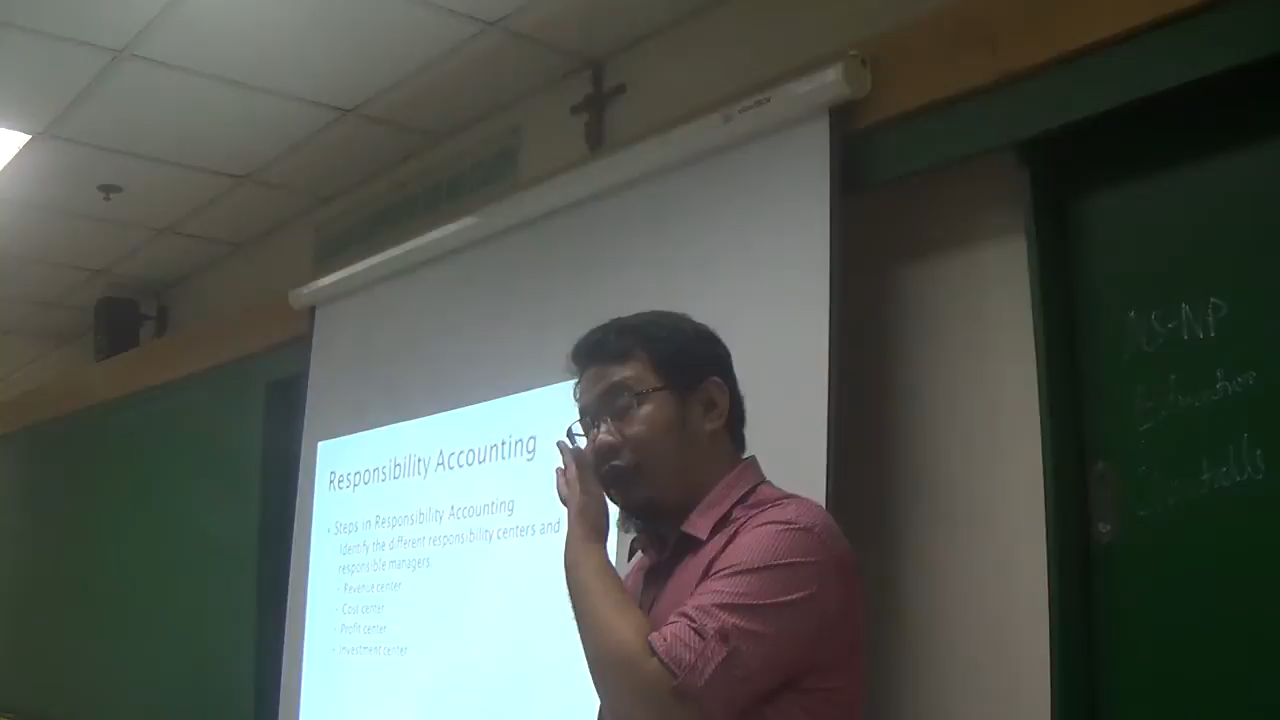 Responsibility Accounting
• Steps in Responsibility Accounting
Identify the different responsibility centers and
responsible managers
- Revenue center
- Cost center
- Profit center
- Investment center